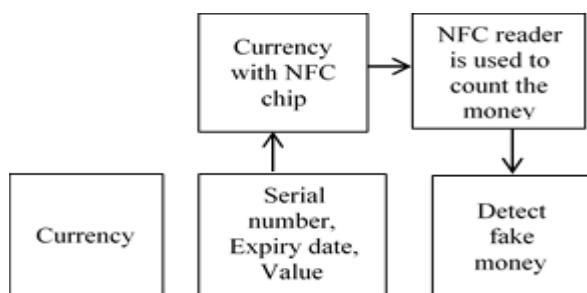 Currency
with NFC
chip
NFC reader
is used to
count the
money
Currency
Serial
number,
Expiry date,
Value
Detect
fake
money